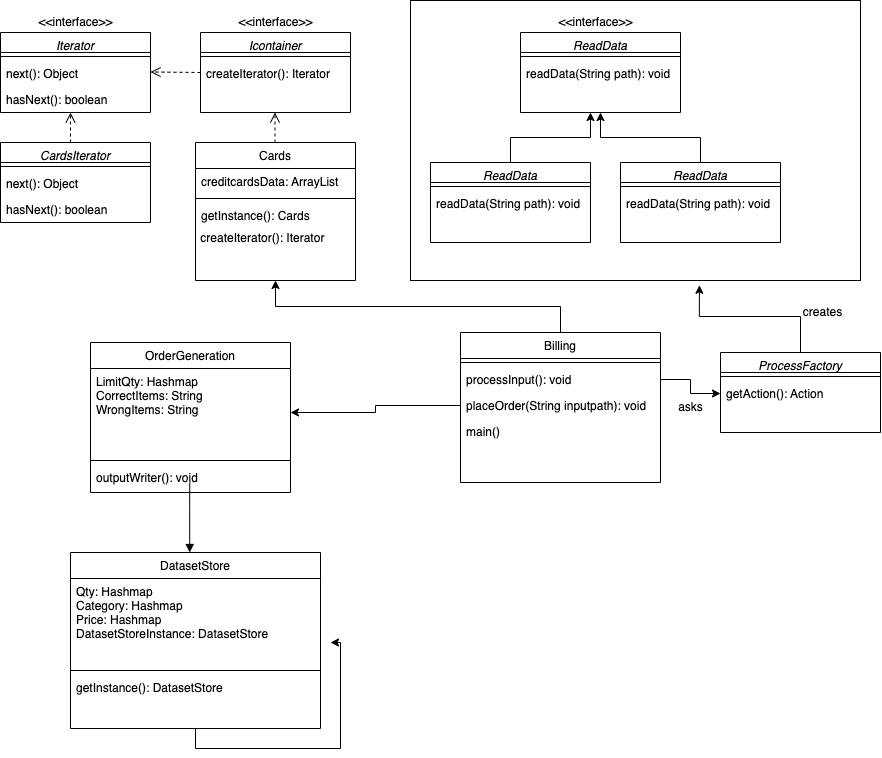 <<interface>>
Iterator
next(): Object
hasNext(): boolean
<<interface>>
Icontainer
createIterator(): Iterator
<<interface>>
ReadData
readData(String path): void
CardsIterator
next(): Object
hasNext(): boolean
Cards
creditcardsData: ArrayList
getInstance(): Cards
createIterator(): Iterator
ReadData
readData(String path): void
ReadData
readData(String path): void
creates
OrderGeneration
LimitQty: Hashmap
CorrectItems: String
WrongItems: String
outputWriter(): void
Billing
processInput(): void
placeOrder(String inputpath): void
main()
asks
ProcessFactory
getAction(): Action
DatasetStore
Qty: Hashmap
Category: Hashmap
Price: Hashmap
DatasetStoreInstance: DatasetStore
getInstance(): DatasetStore